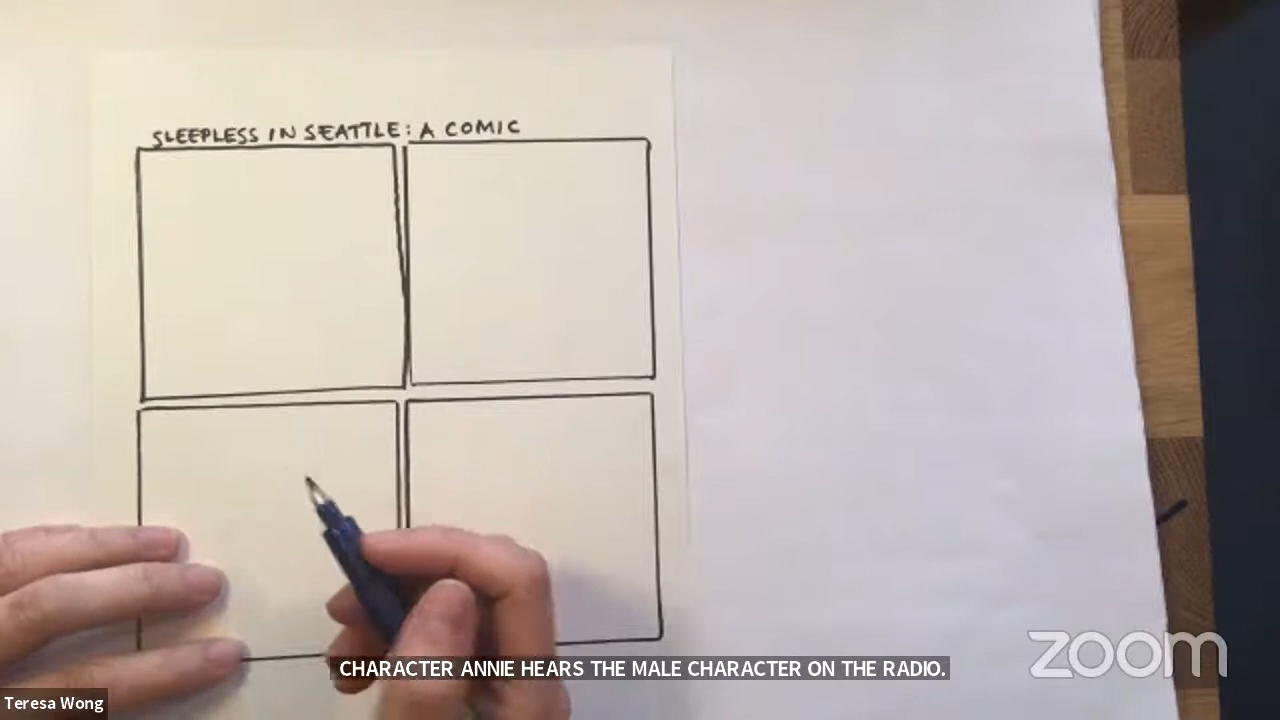 SLEEPLESS IN SEATTLE: A COMIC
CHARACTER ANNIE HEARS THE MALE CHARACTER ON THE RADIO.
zoom
Teresa Wong